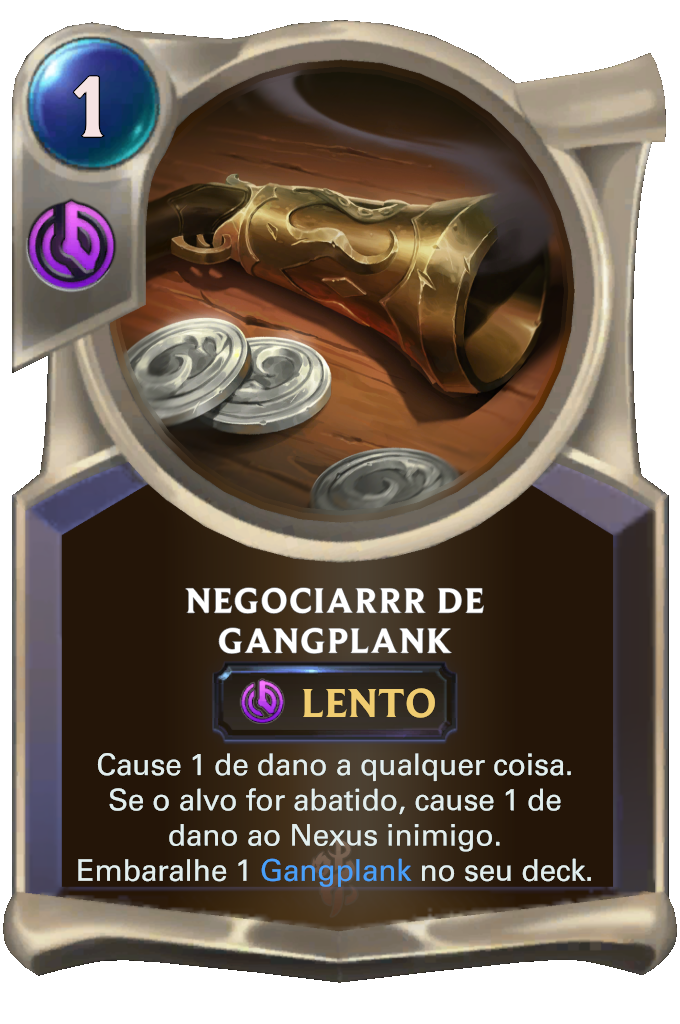 1
NEGOCIARRR DE
GANGPLANK
LENTO
Cause 1 de dano a qualquer coisa.
Se o alvo for abatido, cause 1 de
dano ao Nexus inimigo.
Embaralhe 1 Gangplank no seu deck.